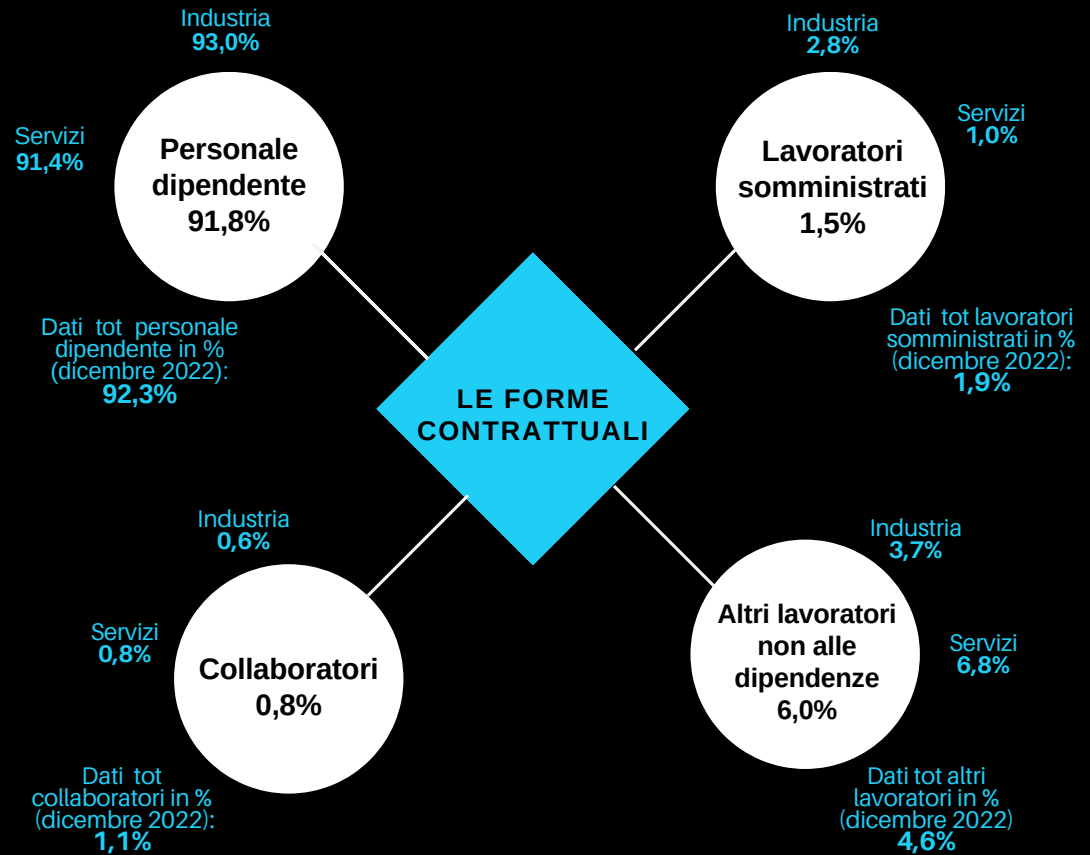 Industria
93,0%
Servizi
91,4%
Personale
dipendente
91,8%
Dati tot personale
dipendente in %
(dicembre 2022):
92,3%
Industria
2,8%
Servizi
1,0%
Lavoratori
somministrati
1,5%
Dati tot lavoratori
somministrati in %
(dicembre 2022):
1,9%
LE FORME
CONTRATTUALI
Industria
0,6%
Servizi
0,8%
Collaboratori
0,8%
Dati tot
collaboratori in %
(dicembre 2022):
1,1%
Industria
3,7%
Servizi
6,8%
Altri lavoratori
non alle
dipendenze
6,0%
Dati tot altri
lavoratori in %
(dicembre 2022)
4,6%